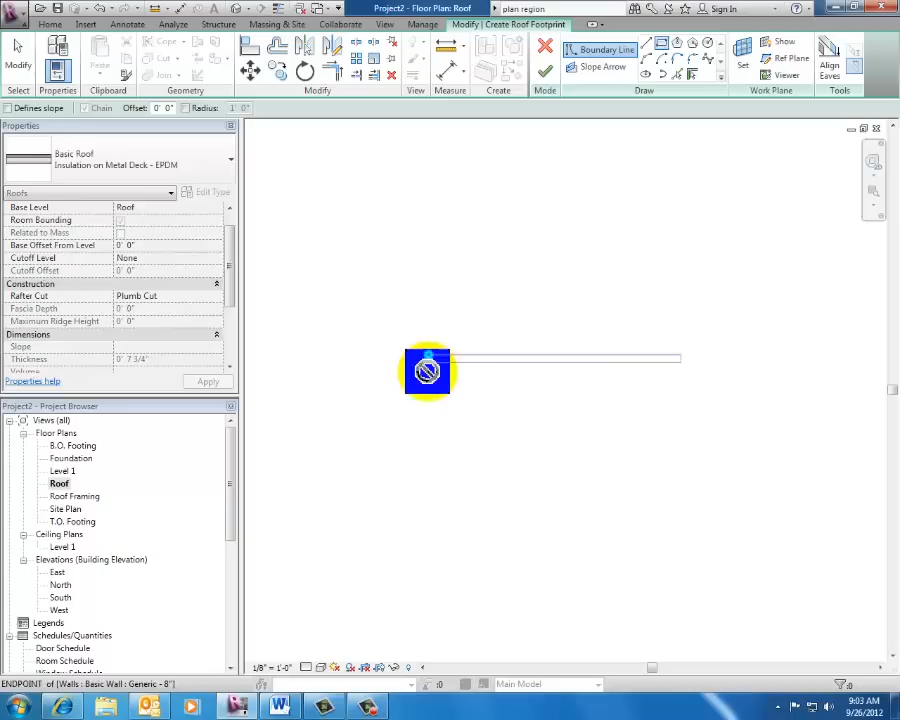 Project2 - Floor Plan: Roof
plan region
Sign In
Home Insert Annotate Analyze Structure Massing & Site Collaborate View Manage Modify | Create Roof Footprint
Modify
Paste
Cope
Cut
Join
Boundary Line
Slope Arrow
Set
Show
Ref Plane
Viewer
Align
Eaves
Select Properties Clipboard Geometry Modify View Measure Create Mode Draw Work Plane Tools
Defines slope Chain Offset: 0' 0" Radius: 1' 0"
Properties
Basic Roof
Insulation on Metal Deck - EPDM
Roofs Edit Type
Base Level Roof
Room Bounding
Related to Mass
Base Offset From Level 0' 0"
Cutoff Level None
Cutoff Offset 0' 0"
Construction
Rafter Cut Plumb Cut
Fascia Depth 0' 0"
Maximum Ridge Height 0' 0"
Dimensions
Slope
Thickness 0' 7 3/4"
Volume
Properties help Apply
Project2 - Project Browser
Views (all)
Floor Plans
B.O. Footing
Foundation
Level 1
Roof
Roof Framing
Site Plan
T.O. Footing
Ceiling Plans
Level 1
Elevations (Building Elevation)
East
North
South
West
Legends
Schedules/Quantities
Door Schedule
Room Schedule
Window Schedule
1/8" = 1'-0"
ENDPOINT of [Walls : Basic Wall : Generic - 8"] :0 Main Model :0
9:03 AM
9/26/2012